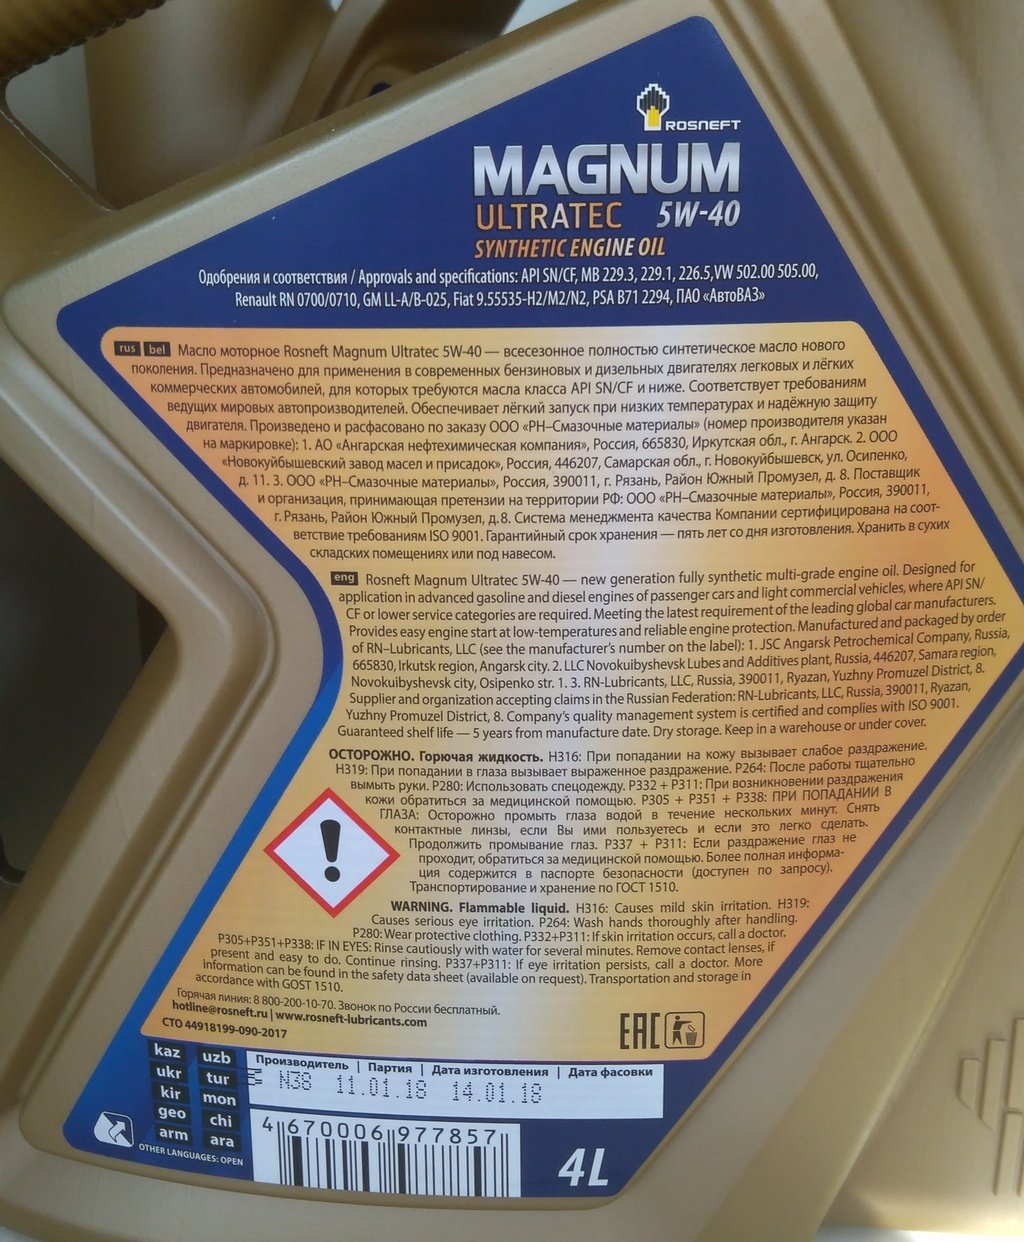 ROSNEFT
MAGNUM
ULTRATEC 5W-40
SYNTHETIC ENGINE OIL
Одобрения и соответствия / Approvals and specifications: API SN/CF, MB 229.3, 229.1, 226.5,VW 502.00 505.00,
Renault RN 0700/0710, GM LL-A/B-025, Fiat 9.55535-H2/M2/N2, PSA B71 2294, ПАО «АвтоВАЗ»
rus bel Масло моторное Rosneft Magnum Ultratec 5W-40 — всесезонное полностью синтетическое масло нового
поколения. Предназначено для применения в современных бензиновых и дизельных двигателях легковых и лёгких
коммерческих автомобилей, для которых требуются масла класса API SN/CF и ниже. Соответствует требованиям
ведущих мировых автопроизводителей. Обеспечивает лёгкий запуск при низких температурах и надёжную защиту
двигателя. Произведено и расфасовано по заказу ООО «РН–Смазочные материалы» (номер производителя указан
на маркировке): 1. АО «Ангарская нефтехимическая компания», Россия, 665830, Иркутская обл., г. Ангарск. 2. ООО
«Новокуйбышевский завод масел и присадок», Россия, 446207, Самарская обл., г. Новокуйбышевск, ул. Осипенко,
д. 11. 3. ООО «РН–Смазочные материалы», Россия, 390011, г. Рязань, Район Южный Промузел, д. 8. Поставщик
и организация, принимающая претензии на территории РФ: ООО «РН–Смазочные материалы», Россия, 390011,
г. Рязань, Район Южный Промузел, д.8. Система менеджмента качества Компании сертифицирована на соот-
ветствие требованиям ISO 9001. Гарантийный срок хранения — пять лет со дня изготовления. Хранить в сухих
складских помещениях или под навесом.
eng Rosneft Magnum Ultratec 5W-40 — new generation fully synthetic multi-grade engine oil. Designed for
application in advanced gasoline and diesel engines of passenger cars and light commercial vehicles, where API SN/
CF or lower service categories are required. Meeting the latest requirement of the leading global car manufacturers.
Provides easy engine start at low-temperatures and reliable engine protection. Manufactured and packaged by order
of RN–Lubricants, LLC (see the manufacturer's number on the label): 1. JSC Angarsk Petrochemical Company, Russia,
665830, Irkutsk region, Angarsk city. 2. LLC Novokuibyshevsk Lubes and Additives plant, Russia, 446207, Samara region,
Novokuibyshevsk city, Osipenko str. 1. 3. RN-Lubricants, LLC, Russia, 390011, Ryazan, Yuzhny Promuzel District, 8.
Supplier and organization accepting claims in the Russian Federation: RN-Lubricants, LLC, Russia, 390011, Ryazan,
Yuzhny Promuzel District, 8. Company's quality management system is certified and complies with ISO 9001.
Guaranteed shelf life — 5 years from manufacture date. Dry storage. Keep in a warehouse or under cover.
ОСТОРОЖНО. Горючая жидкость. H316: При попадании на кожу вызывает слабое раздражение.
H319: При попадании в глаза вызывает выраженное раздражение. P264: После работы тщательно
вымыть руки. P280: Использовать спецодежду. P332 + P311: При возникновении раздражения
кожи обратиться за медицинской помощью. P305 + P351 + P338: ПРИ ПОПАДАНИИ В
ГЛАЗА: Осторожно промыть глаза водой в течение нескольких минут. Снять
контактные линзы, если Вы ими пользуетесь и если это легко сделать.
Продолжить промывание глаз. P337 + P311: Если раздражение глаз не
проходит, обратиться за медицинской помощью. Более полная информа-
ция содержится в паспорте безопасности (доступен по запросу).
Транспортирование и хранение по ГОСТ 1510.
WARNING. Flammable liquid. H316: Causes mild skin irritation. H319:
Causes serious eye irritation. P264: Wash hands thoroughly after handling.
P280: Wear protective clothing. P332+P311: If skin irritation occurs, call a doctor.
P305+P351+P338: IF IN EYES: Rinse cautiously with water for several minutes. Remove contact lenses, if
present and easy to do. Continue rinsing. P337+P311: If eye irritation persists, call a doctor. More
information can be found in the safety data sheet (available on request). Transportation and storage in
accordance with GOST 1510.
Горячая линия: 8 800-200-10-70. Звонок по России бесплатный.
hotline@rosneft.ru | www.rosneft-lubricants.com
СТО 44918199-090-2017
EAC
kaz uzb
ukr tur
kir mon
geo chi
arm ara
OTHER LANGUAGES: OPEN
Производитель | Партия | Дата изготовления | Дата фасовки
N38 11.01.18 14.01.18
4 670006 977857
4L